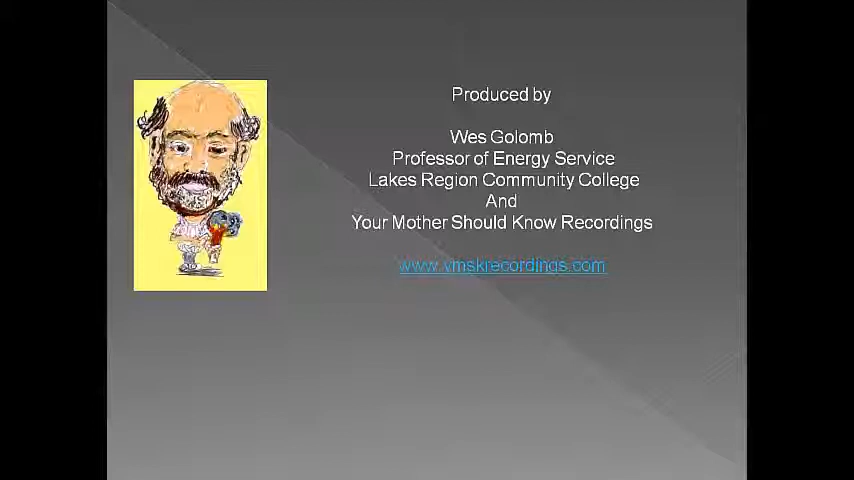 Produced by
Wes Golomb
Professor of Energy Service
Lakes Region Community College
And
Your Mother Should Know Recordings
www.ymskrecordings.com